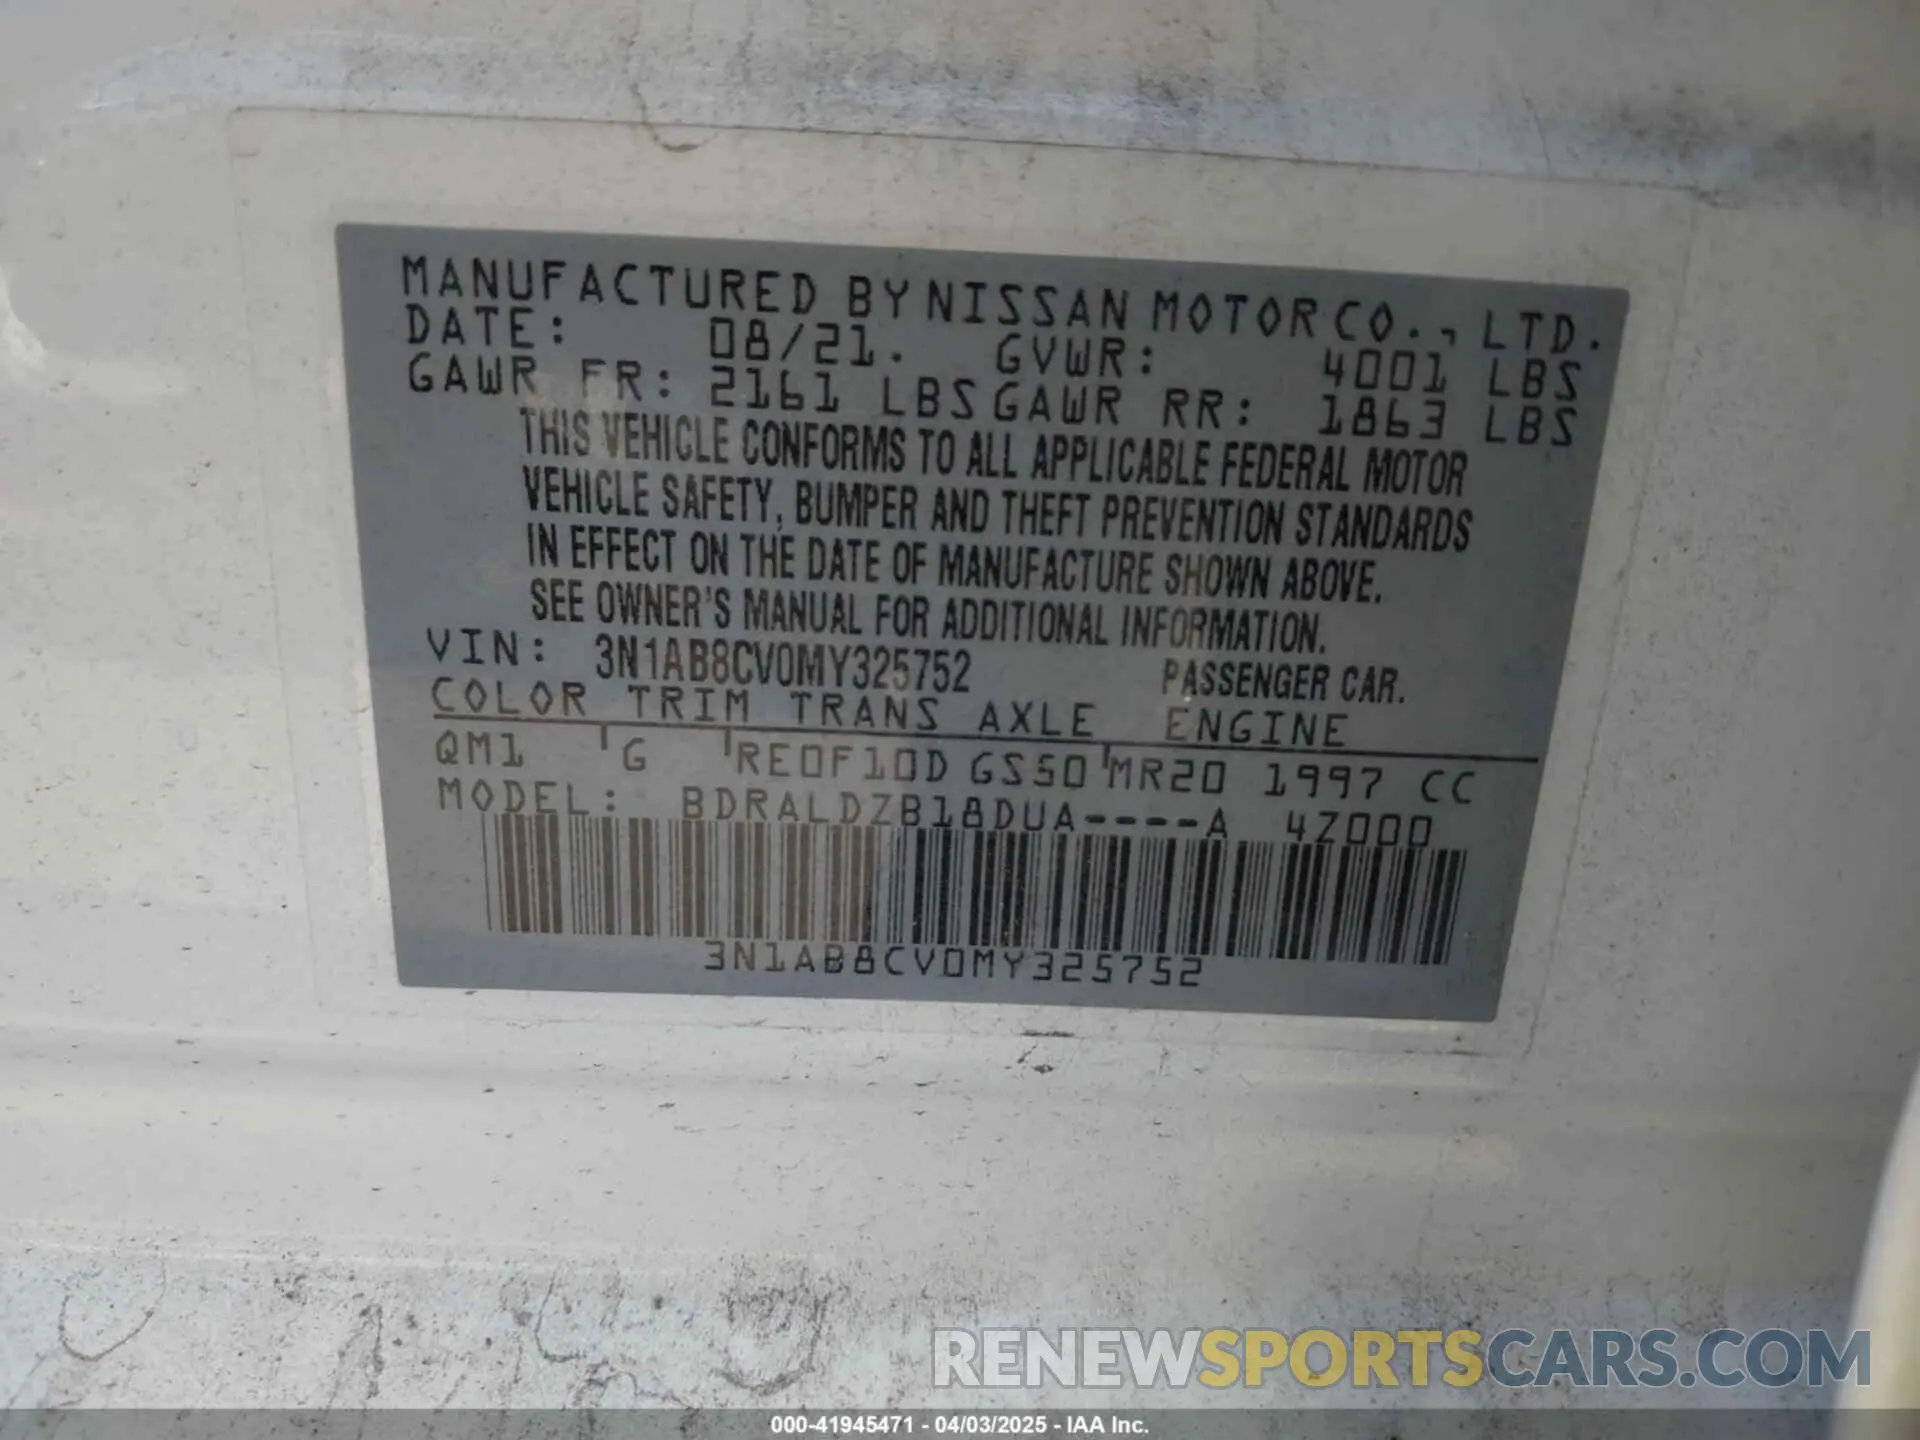 MANUFACTURED BY NISSAN MOTOR CO., LTD.
DATE: 08/21. GVWR: 4001 LBS
GAWR FR: 2161 LBS GAWR RR: 1863 LBS
THIS VEHICLE CONFORMS TO ALL APPLICABLE FEDERAL MOTOR
VEHICLE SAFETY, BUMPER AND THEFT PREVENTION STANDARDS
IN EFFECT ON THE DATE OF MANUFACTURE SHOWN ABOVE.
SEE OWNER'S MANUAL FOR ADDITIONAL INFORMATION.
VIN: 3N1AB8CV0MY325752 PASSENGER CAR.
COLOR TRIM TRANS AXLE ENGINE
QM1 G RE0F10D GS50 MR20 1997 CC
MODEL: BDRALDZB18DUA----A 4Z000
3N1AB8CV0MY325752
RENEWSPORTSCARS.COM
000-41945471 - 04/03/2025 - IAA Inc.